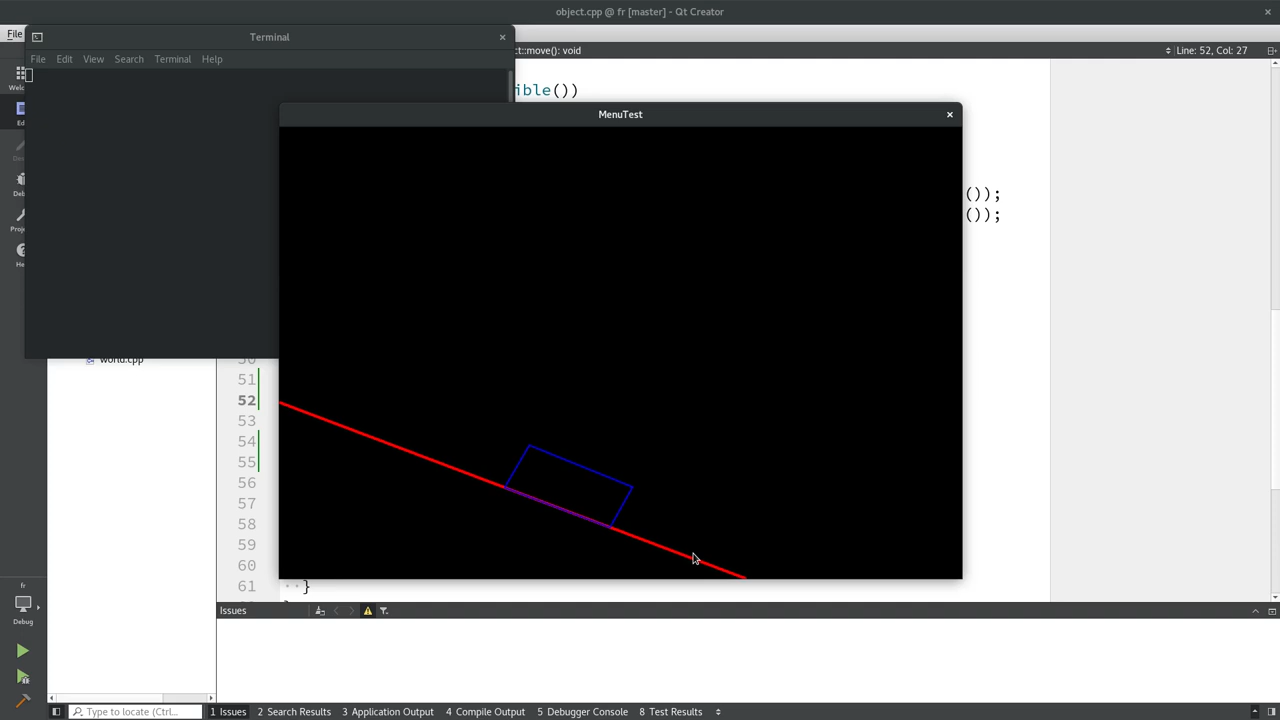 object.cpp @ fr [master] - Qt Creator
File
Terminal
ct::move(): void
Line: 52, Col: 27
File Edit View Search Terminal Help
ible())
MenuTest
());
());
world.cpp
51
52
53
54
55
56
57
58
59
60
61 }
fr
Debug
Issues
Type to locate (Ctrl...
1 Issues 2 Search Results 3 Application Output 4 Compile Output 5 Debugger Console 8 Test Results